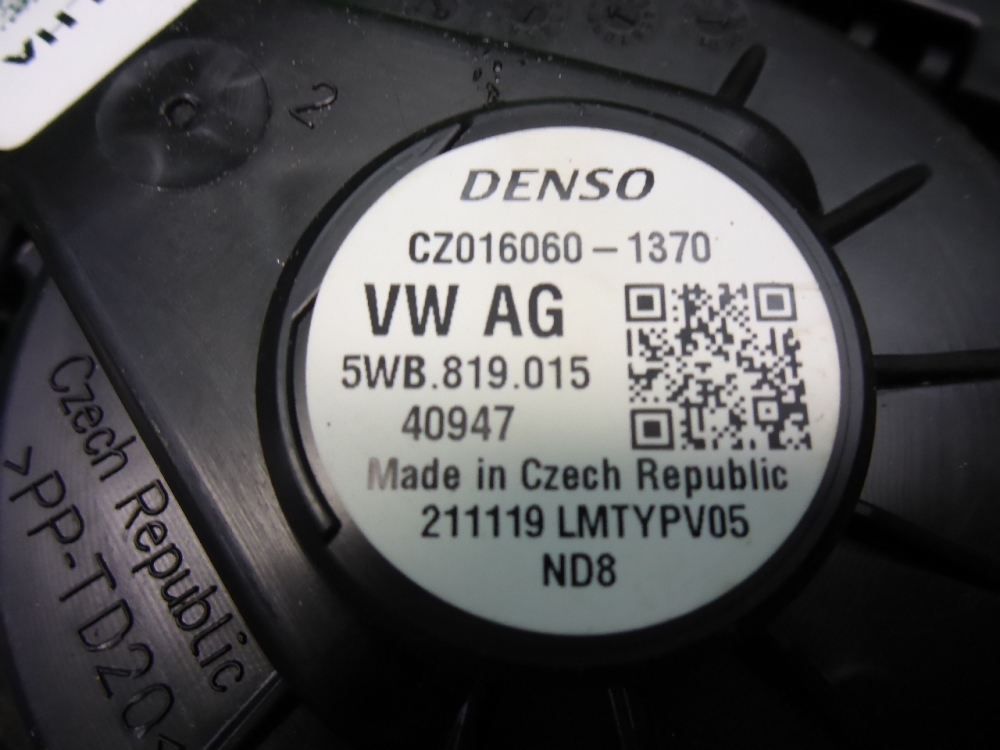 2
DENSO
CZ016060-1370
VW AG
5WB.819.015
40947
Made in Czech Republic
211119 LMTYPV05
ND8
Czech Republic
>PP-TD20<